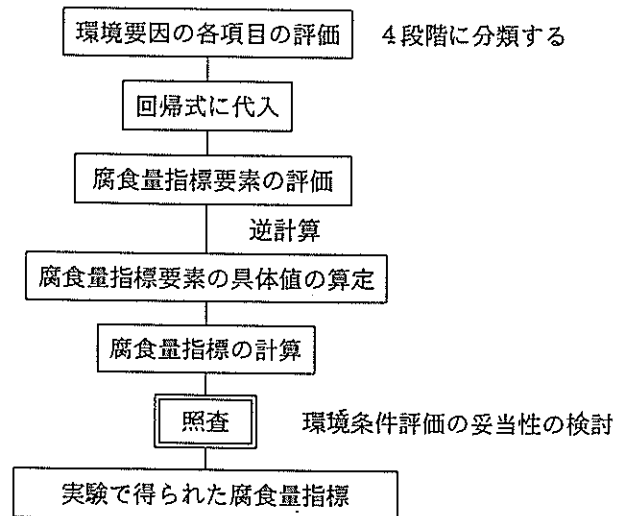 環境要因の各項目の評価 4段階に分類する
回帰式に代入
腐食量指標要素の評価
逆計算
腐食量指標要素の具体値の算定
腐食量指標の計算
照査 環境条件評価の妥当性の検討
実験で得られた腐食量指標